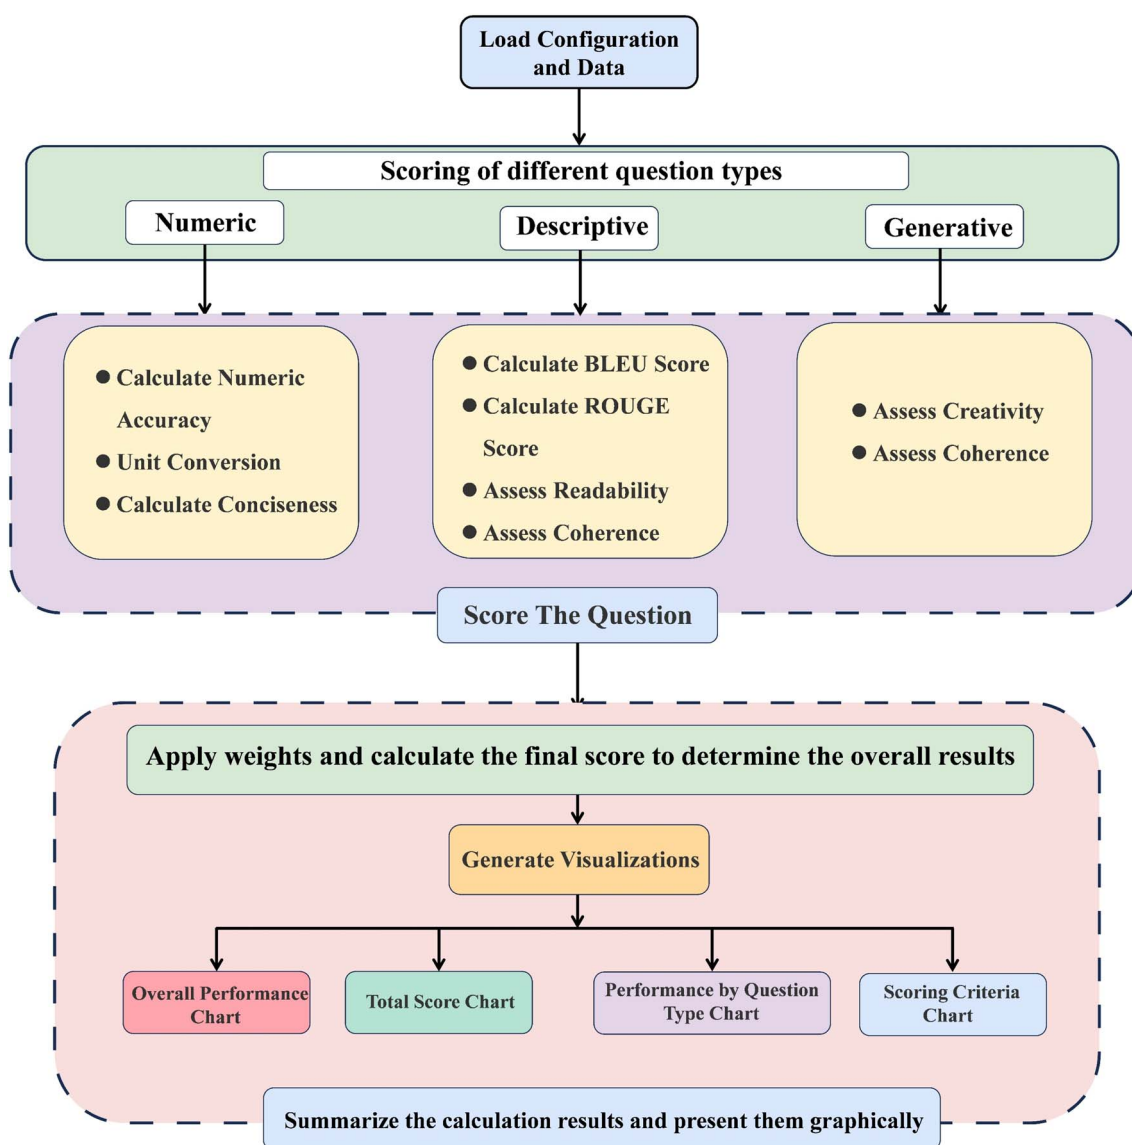 Load Configuration
and Data
Scoring of different question types
Numeric
Descriptive
Generative
● Calculate Numeric
Accuracy
● Unit Conversion
● Calculate Conciseness
● Calculate BLEU Score
● Calculate ROUGE
Score
● Assess Readability
● Assess Coherence
● Assess Creativity
● Assess Coherence
Score The Question
Apply weights and calculate the final score to determine the overall results
Generate Visualizations
Overall Performance
Chart
Total Score Chart
Performance by Question
Type Chart
Scoring Criteria
Chart
Summarize the calculation results and present them graphically